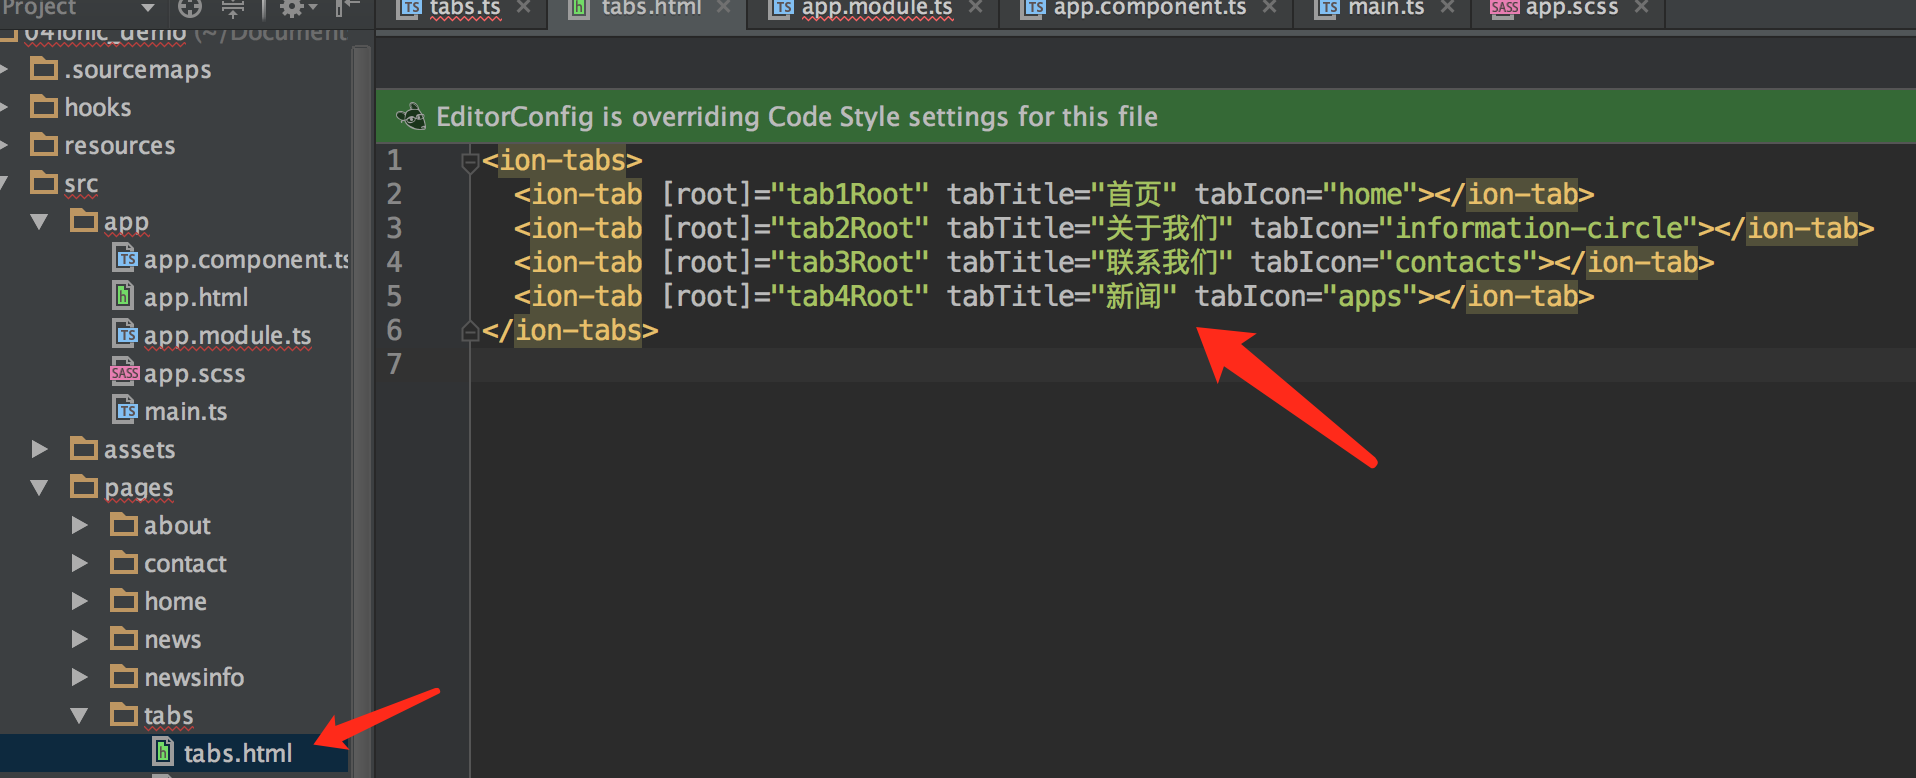 Project
tabs.ts
tabs.html
app.module.ts
app.component.ts
main.ts
app.scss
04ionic_demo (~/Document
.sourcemaps
hooks
resources
src
app
app.component.ts
app.html
app.module.ts
app.scss
main.ts
assets
pages
about
contact
home
news
newsinfo
tabs
tabs.html
EditorConfig is overriding Code Style settings for this file
1 <ion-tabs>
2 <ion-tab [root]="tab1Root" tabTitle="首页" tabIcon="home"></ion-tab>
3 <ion-tab [root]="tab2Root" tabTitle="关于我们" tabIcon="information-circle"></ion-tab>
4 <ion-tab [root]="tab3Root" tabTitle="联系我们" tabIcon="contacts"></ion-tab>
5 <ion-tab [root]="tab4Root" tabTitle="新闻" tabIcon="apps"></ion-tab>
6 </ion-tabs>
7